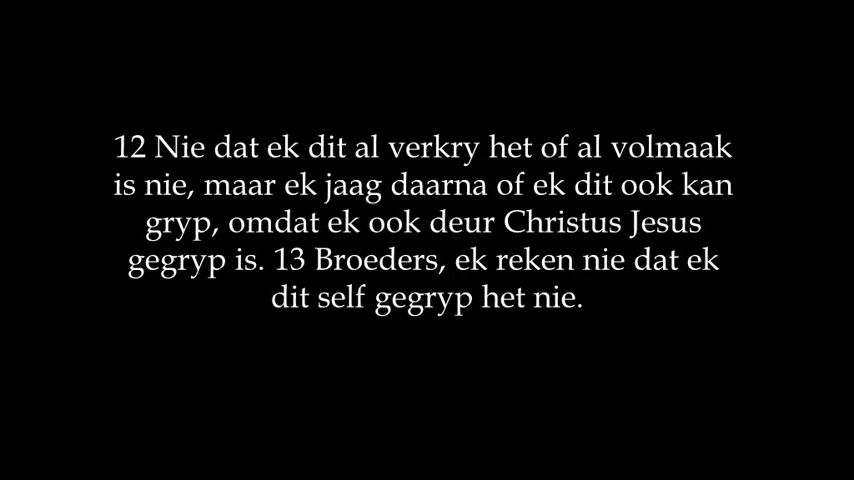 12 Nie dat ek dit al verkry het of al volmaak
is nie, maar ek jaag daarna of ek dit ook kan
gryp, omdat ek ook deur Christus Jesus
gegryp is. 13 Broeders, ek reken nie dat ek
dit self gegryp het nie.